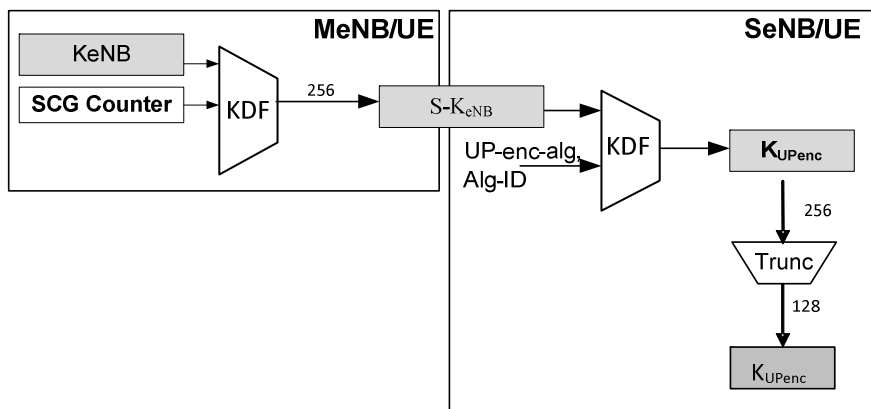 MeNB/UE
KeNB
SCG Counter
KDF
256
S-KeNB
SeNB/UE
UP-enc-alg,
Alg-ID
KDF
KUPenc
256
Trunc
128
KUPenc